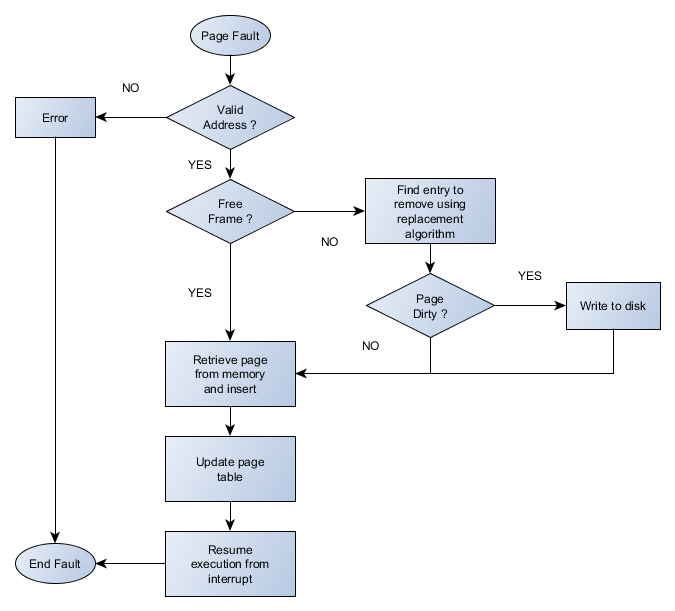 Page Fault
NO
Valid
Address ?
Error
YES
Free
Frame ?
NO
Find entry to
remove using
replacement
algorithm
YES
Page
Dirty ?
Write to disk
YES
NO
Retrieve page
from memory
and insert
Update page
table
Resume
execution from
interrupt
End Fault